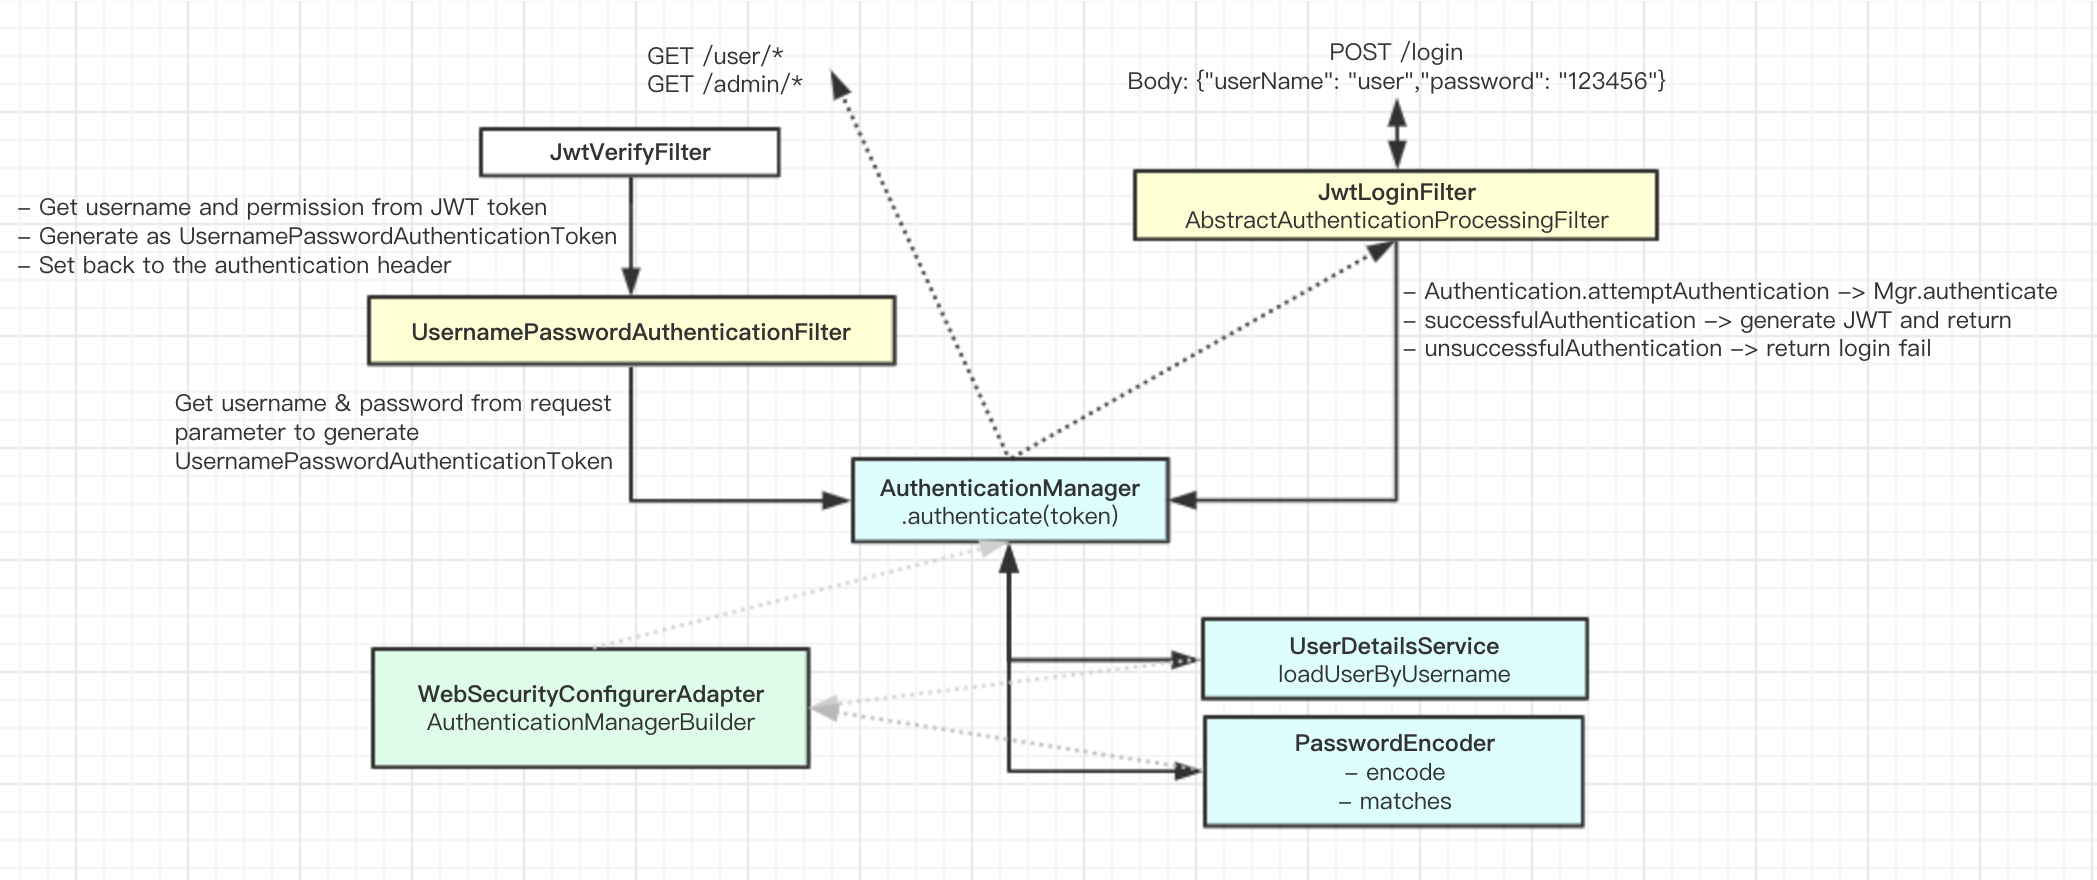 GET /user/*
GET /admin/*
POST /login
Body: {"userName": "user","password": "123456"}
JwtVerifyFilter
JwtLoginFilter
AbstractAuthenticationProcessingFilter
– Get username and permission from JWT token
– Generate as UsernamePasswordAuthenticationToken
– Set back to the authentication header
– Authentication.attemptAuthentication –> Mgr.authenticate
– successfulAuthentication –> generate JWT and return
– unsuccessfulAuthentication –> return login fail
UsernamePasswordAuthenticationFilter
Get username & password from request
parameter to generate
UsernamePasswordAuthenticationToken
AuthenticationManager
.authenticate(token)
WebSecurityConfigurerAdapter
AuthenticationManagerBuilder
UserDetailsService
loadUserByUsername
PasswordEncoder
– encode
– matches